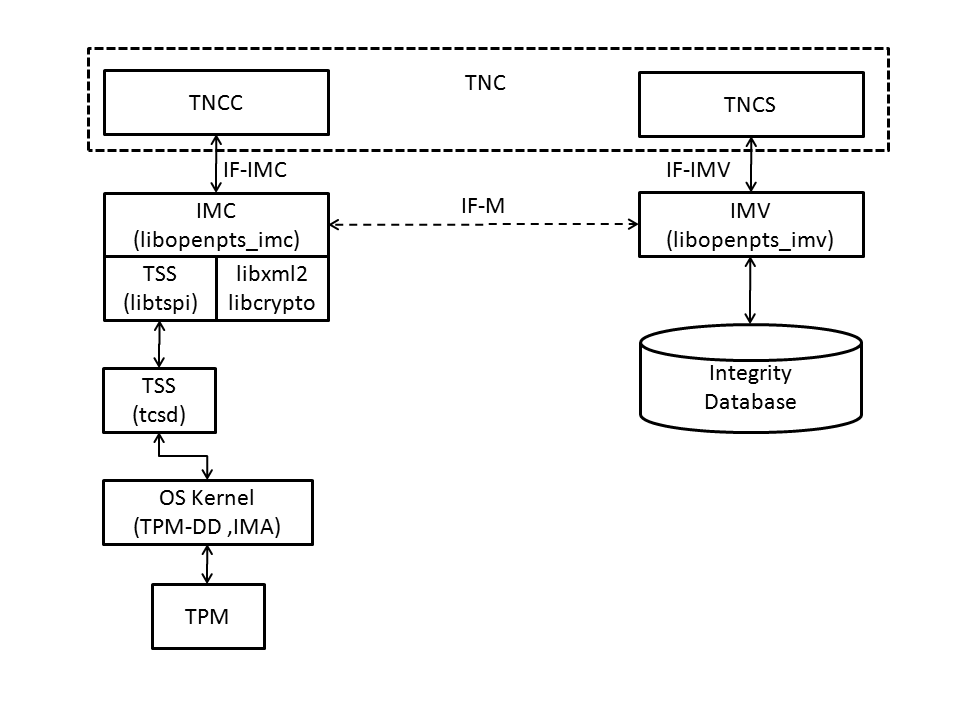 TNC
TNCC
TNCS
IF-IMC
IF-IMV
IMC
(libopenpts_imc)
IF-M
IMV
(libopenpts_imv)
TSS
(libtspi)
libxml2
libcrypto
TSS
(tcsd)
Integrity
Database
OS Kernel
(TPM-DD ,IMA)
TPM